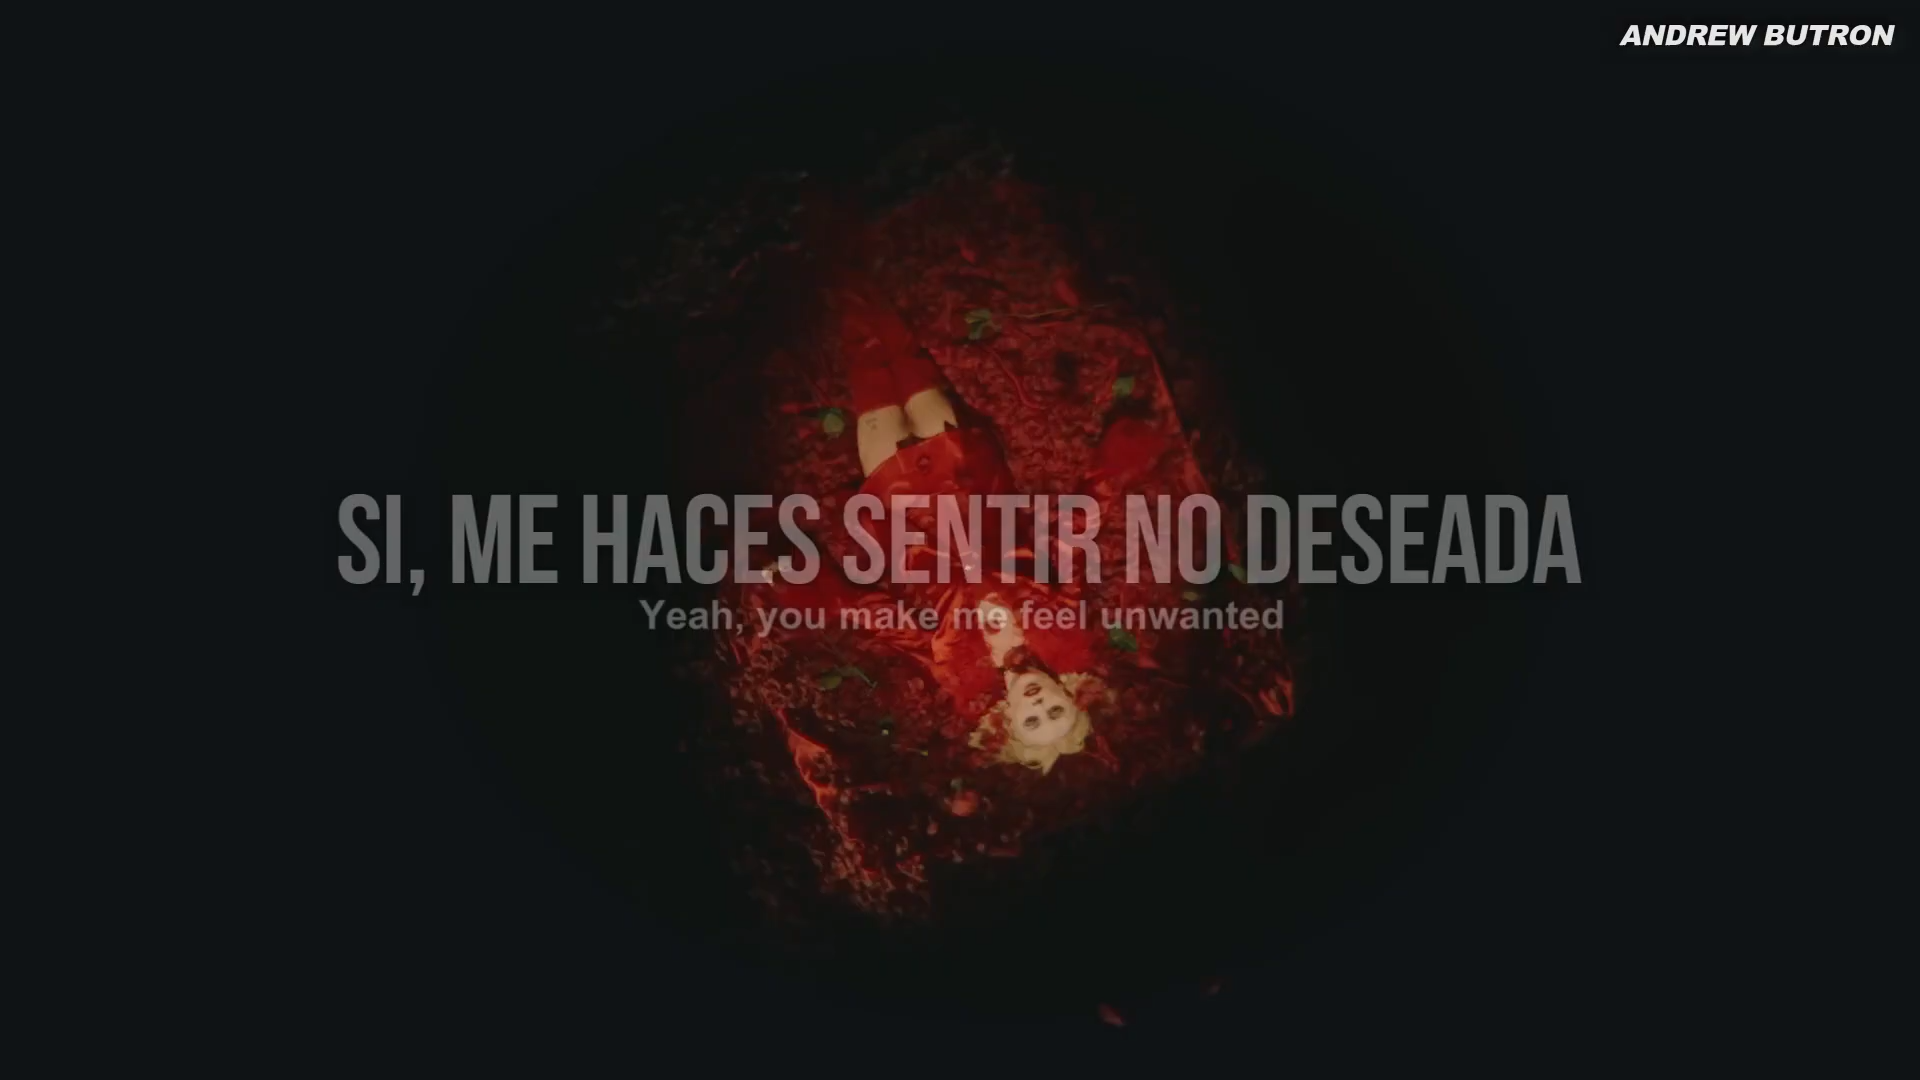 ANDREW BUTRON
SI, ME HACES SENTIR NO DESEADA
Yeah, you make me feel unwanted